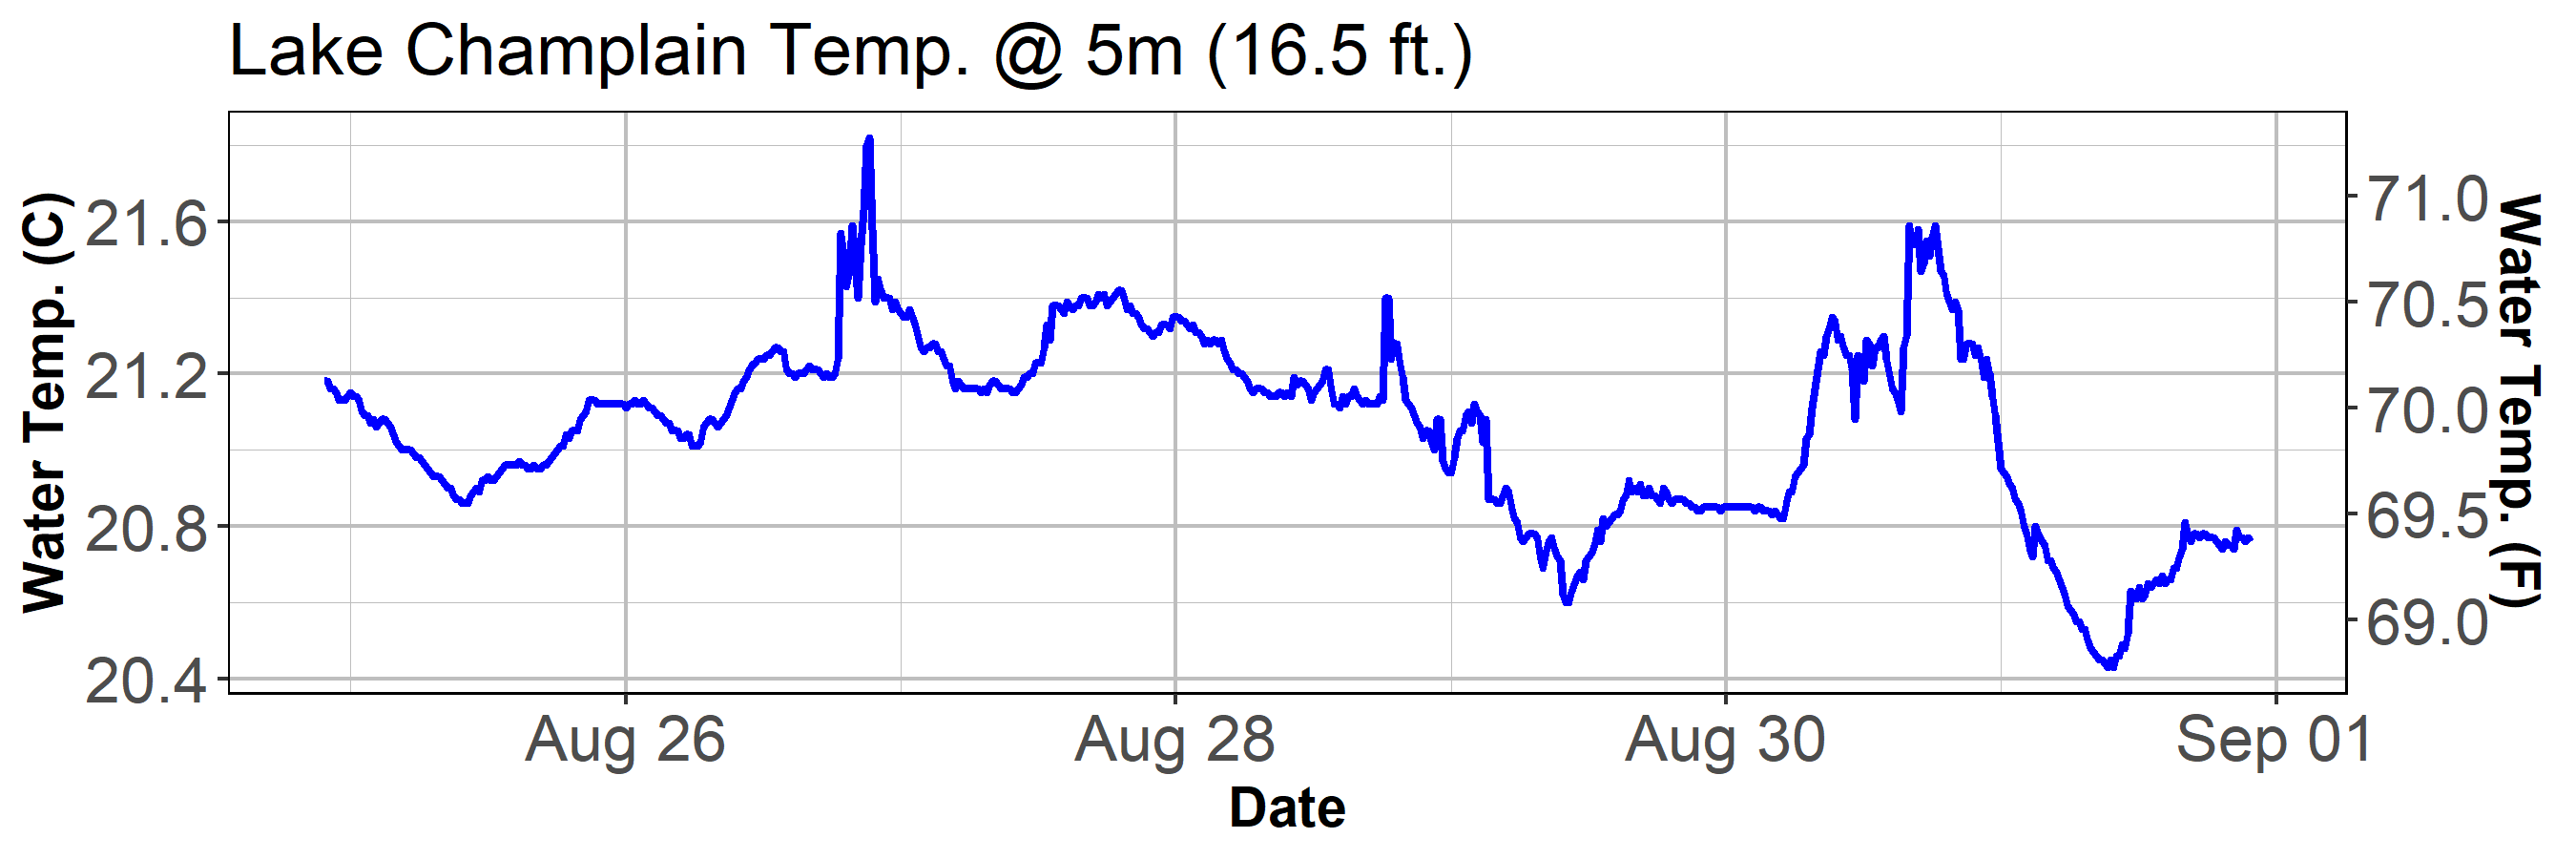 Lake Champlain Temp. @ 5m (16.5 ft.)
Water Temp. (C)
21.6
21.2
20.8
20.4
71.0
70.5
70.0
69.5
69.0
Water Temp. (F)
Aug 26
Aug 28
Aug 30
Sep 01
Date